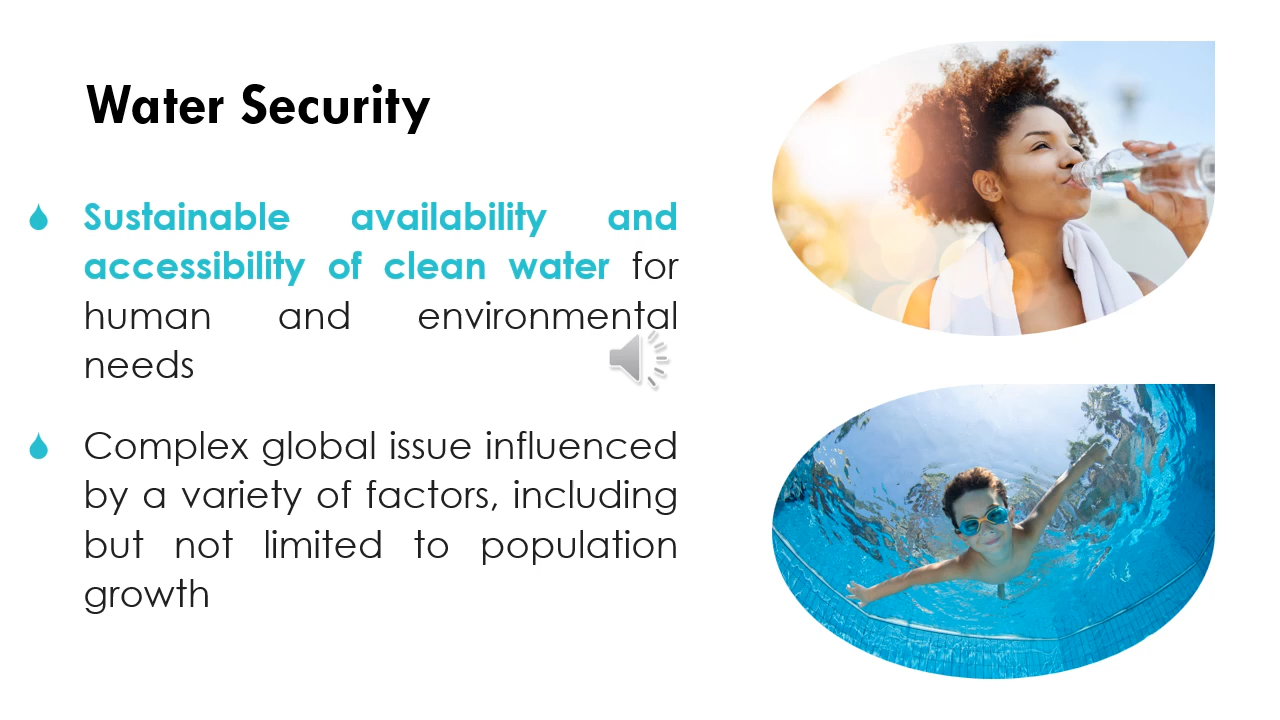 Water Security
Sustainable availability and
accessibility of clean water for
human and environmental
needs
Complex global issue influenced
by a variety of factors, including
but not limited to population
growth